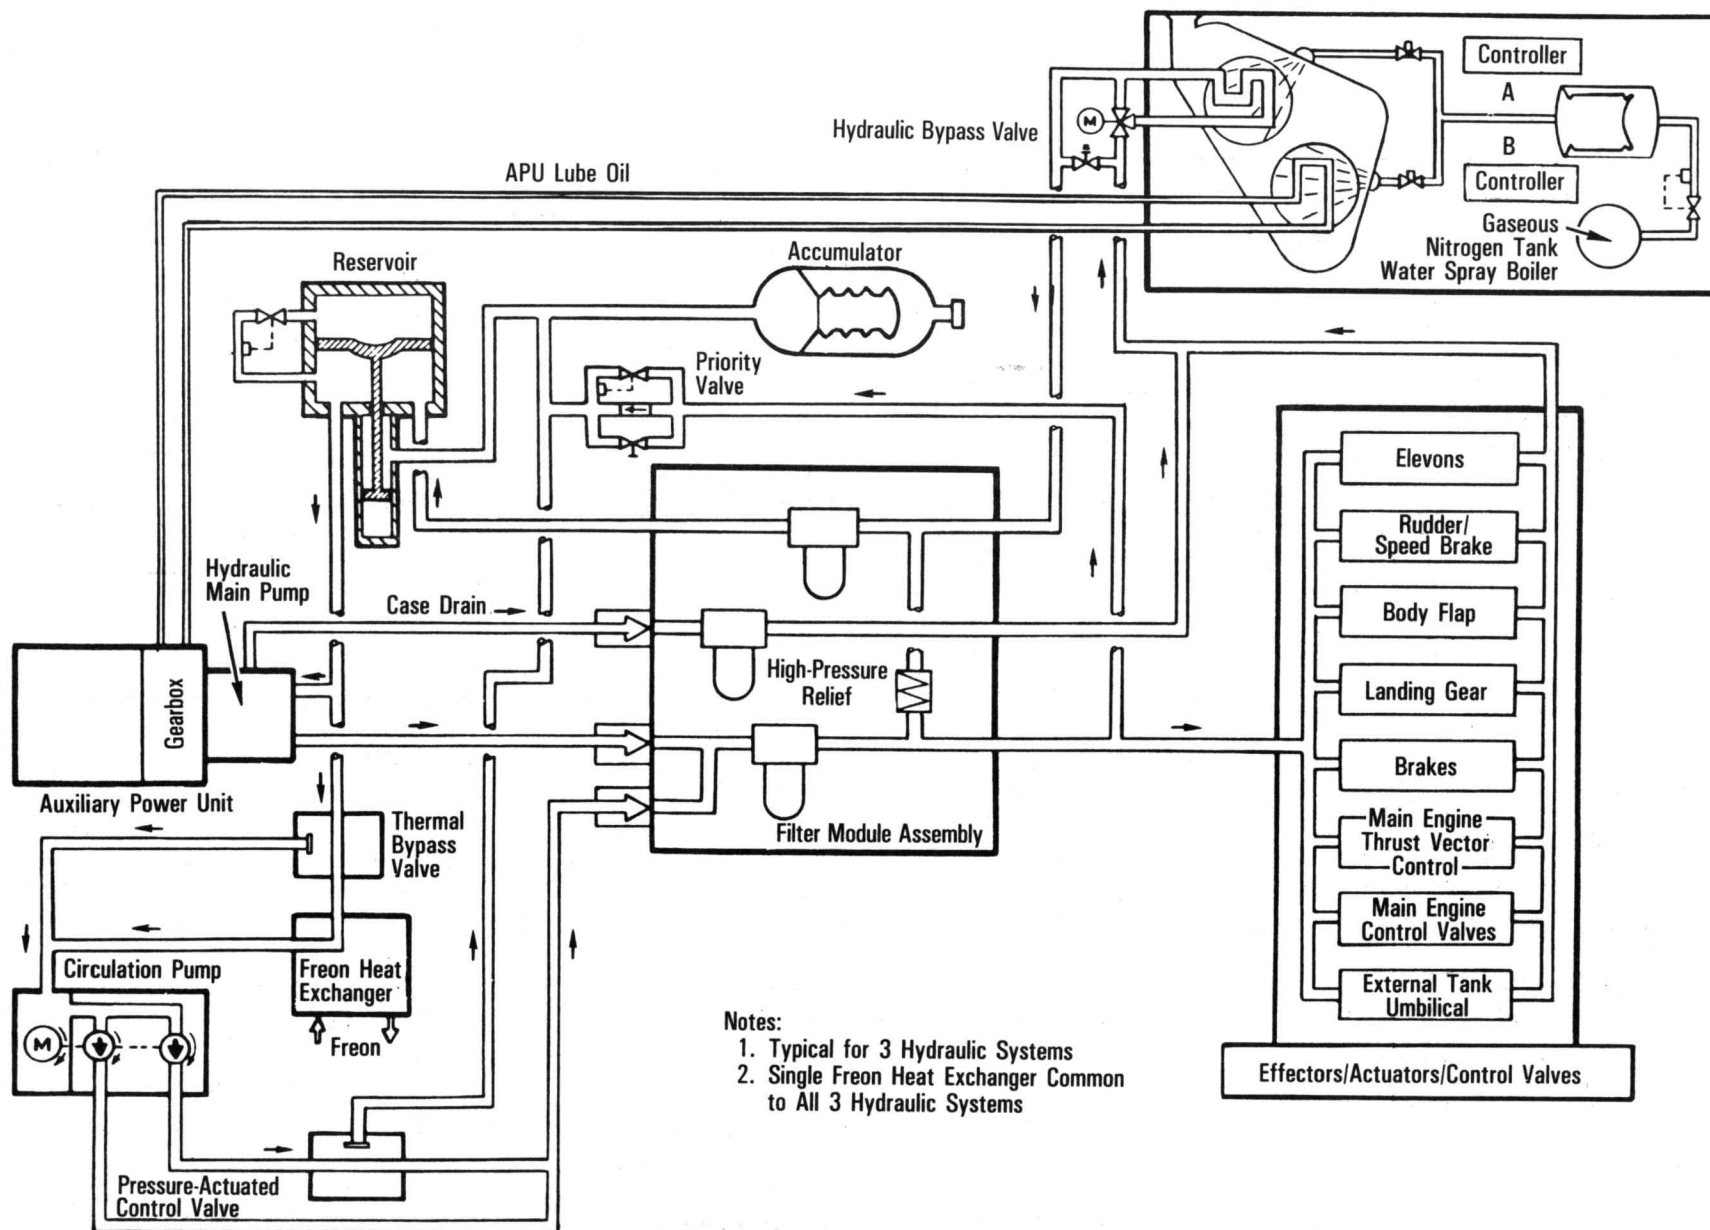 Controller
A
Hydraulic Bypass Valve
B
Controller
APU Lube Oil
Gaseous
Nitrogen Tank
Water Spray Boiler
M
Reservoir
Accumulator
Priority
Valve
Elevons
Rudder/
Speed Brake
Hydraulic
Main Pump
Case Drain
Body Flap
High-Pressure
Relief
Landing Gear
Gearbox
Brakes
Auxiliary Power Unit
Thermal
Bypass
Valve
Filter Module Assembly
Main Engine
Thrust Vector
Control
Main Engine
Control Valves
Circulation Pump
Freon Heat
Exchanger
External Tank
Umbilical
M
Freon
Notes:
1. Typical for 3 Hydraulic Systems
2. Single Freon Heat Exchanger Common
to All 3 Hydraulic Systems
Effectors/Actuators/Control Valves
Pressure-Actuated
Control Valve